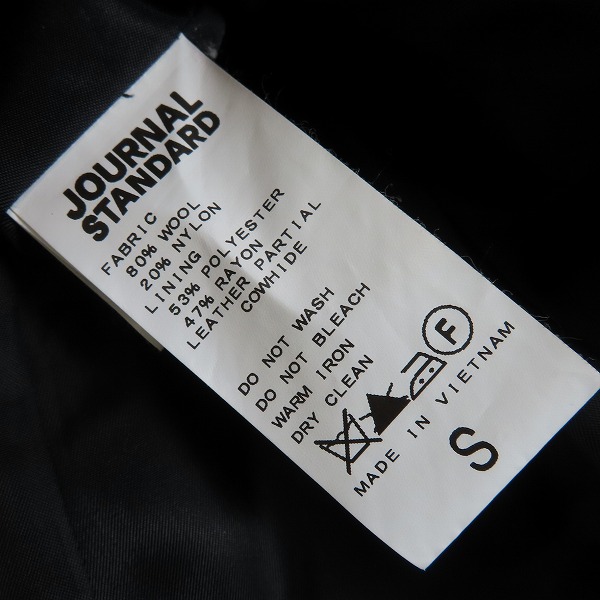 JOURNAL
STANDARD
FABRIC
80% WOOL
20% NYLON
LINING
53% POLYESTER
47% RAYON
LEATHER PARTIAL
COWHIDE
DO NOT WASH
DO NOT BLEACH
WARM IRON
DRY CLEAN
F
MADE IN VIETNAM
S